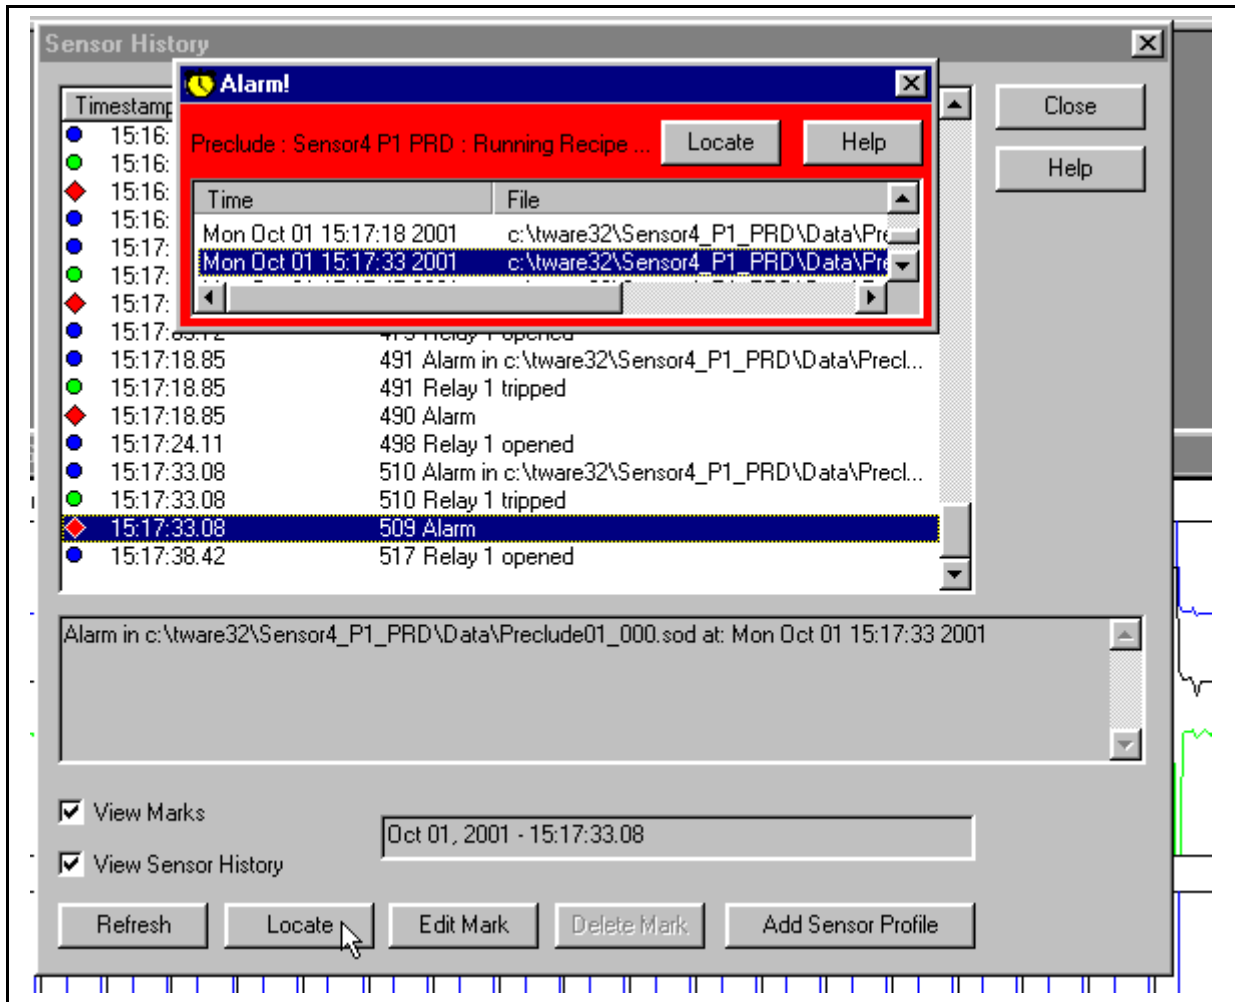 Sensor History
Alarm!
Timestamp
Close
15:16:
Preclude : Sensor4 P1 PRD : Running Recipe ...
Locate
Help
15:16:
Help
15:16:
Time File
15:16:
Mon Oct 01 15:17:18 2001 c:\tware32\Sensor4_P1_PRD\Data\Pre
15:17:
Mon Oct 01 15:17:33 2001 c:\tware32\Sensor4_P1_PRD\Data\Pre
15:17:
15:17:
Relay 1 opened
15:17:18.85 491 Alarm in c:\tware32\Sensor4_P1_PRD\Data\Precl...
15:17:18.85 491 Relay 1 tripped
15:17:18.85 490 Alarm
15:17:24.11 498 Relay 1 opened
15:17:33.08 510 Alarm in c:\tware32\Sensor4_P1_PRD\Data\Precl...
15:17:33.08 510 Relay 1 tripped
15:17:33.08 509 Alarm
15:17:38.42 517 Relay 1 opened
Alarm in c:\tware32\Sensor4_P1_PRD\Data\Preclude01_000.sod at: Mon Oct 01 15:17:33 2001
View Marks
Oct 01, 2001 - 15:17:33.08
View Sensor History
Refresh Locate Edit Mark Delete Mark Add Sensor Profile